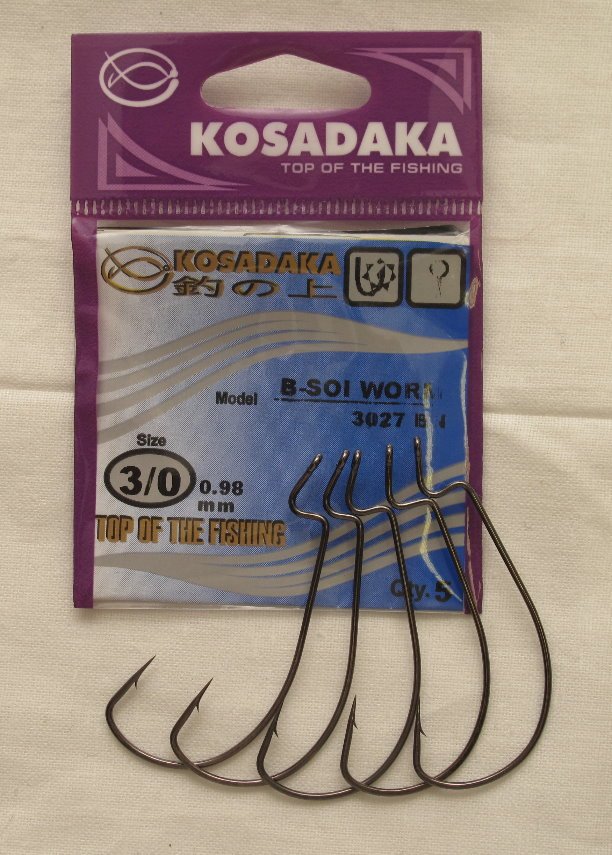 KOSADAKA
TOP OF THE FISHING
KOSADAKA
釣の上
Model B-SOI WORM
3027
Size
3/0 0.98 mm
TOP OF THE FISHING
Qty. 5